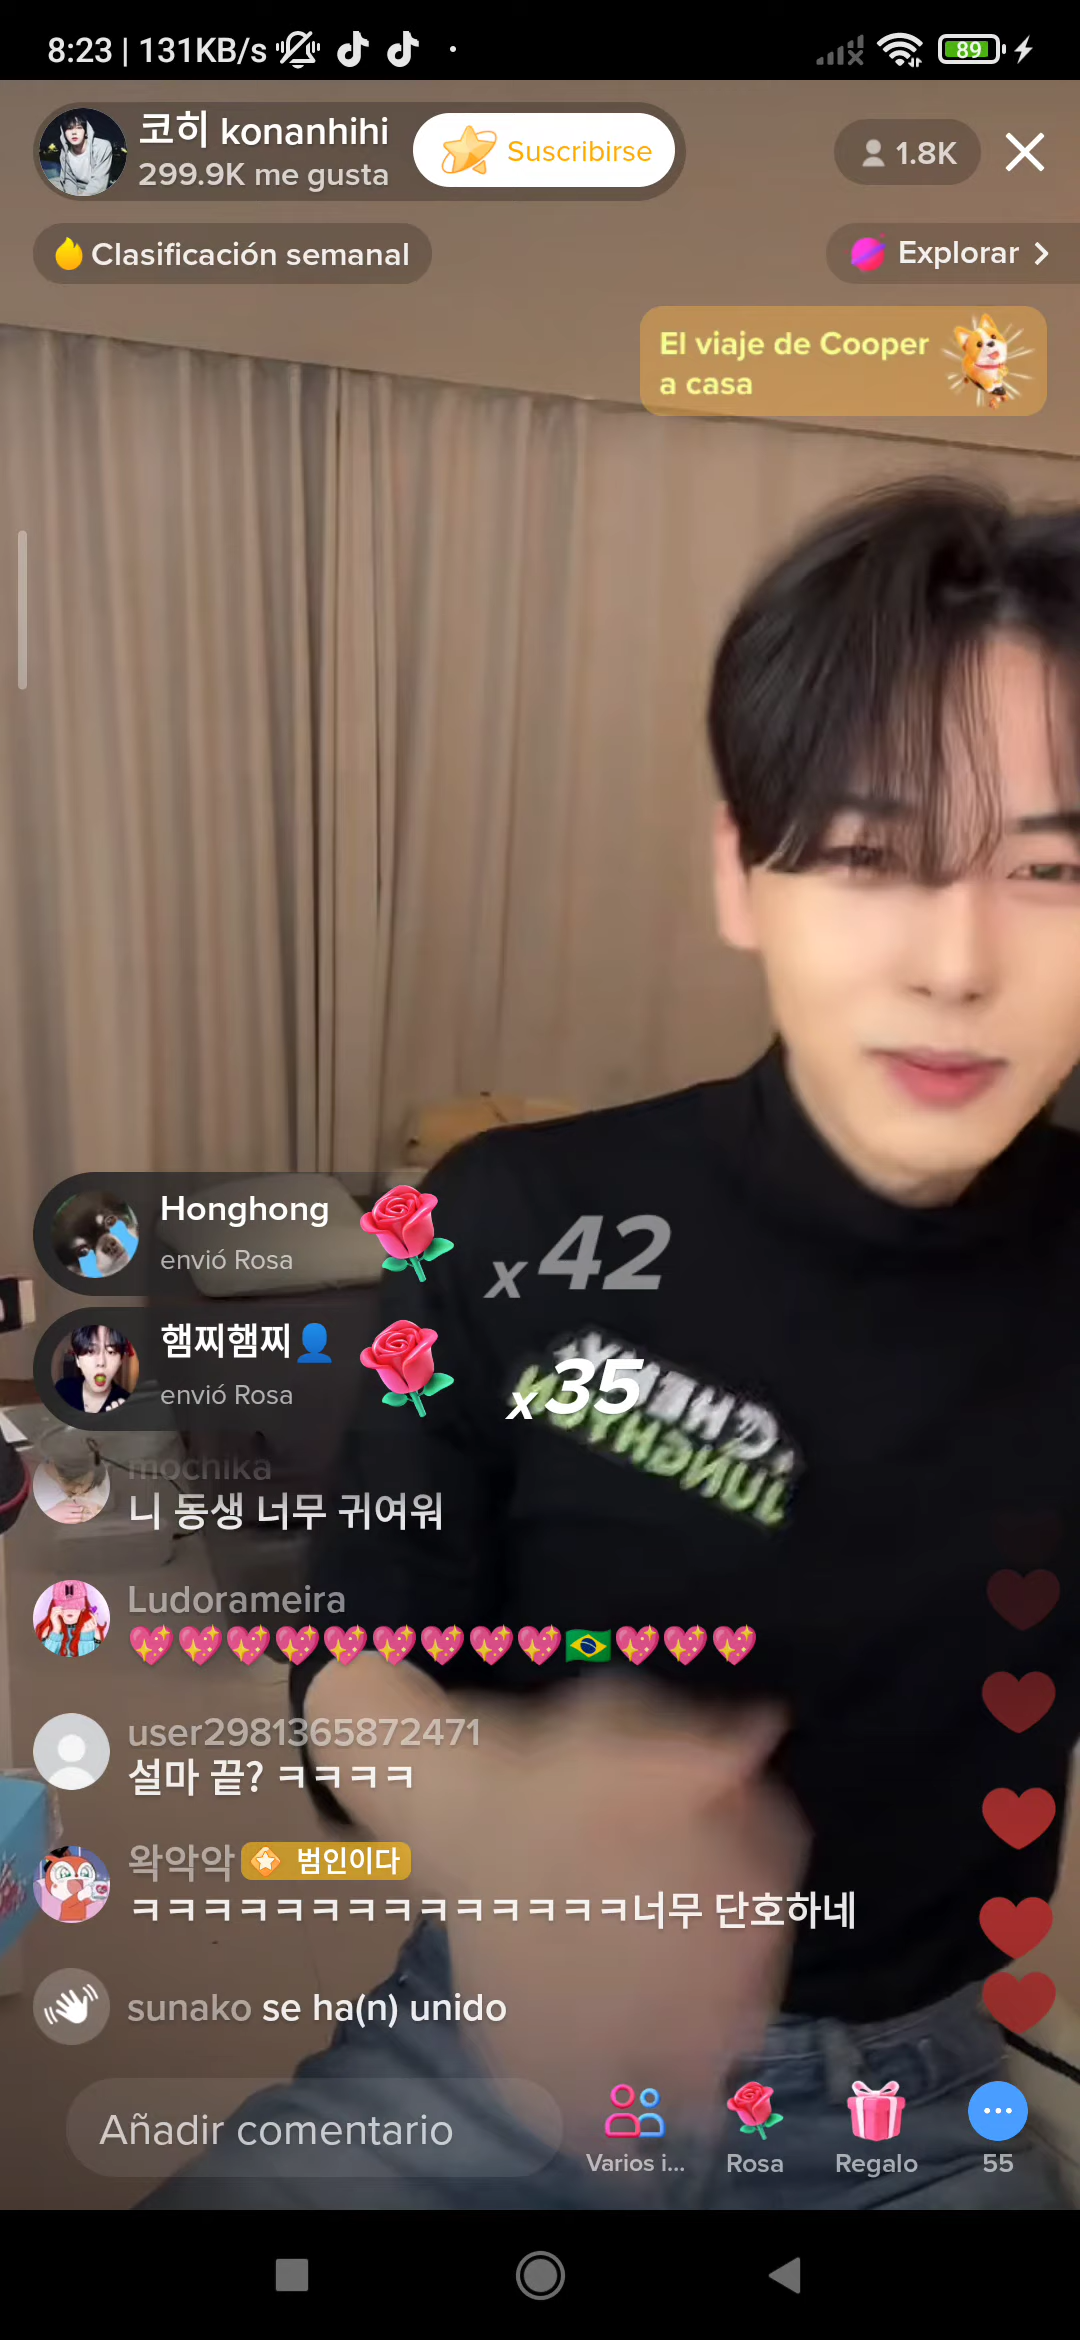 8:23 | 131KB/s
89
코히 konanhihi
299.9K me gusta
Suscribirse
1.8K
Clasificación semanal
Explorar
El viaje de Cooper
a casa
Honghong
envió Rosa
x 42
햄찌햄찌👤
envió Rosa
x 35
mochika
니 동생 너무 귀여워
Ludorameira
💖💖💖💖💖💖💖💖💖🇧🇷💖💖💖
user2981365872471
설마 끝? ㅋㅋㅋㅋ
왁악악 범인이다
ㅋㅋㅋㅋㅋㅋㅋㅋㅋㅋㅋㅋㅋㅋ너무 단호하네
sunako se ha(n) unido
Añadir comentario
Varios i...
Rosa
Regalo
55